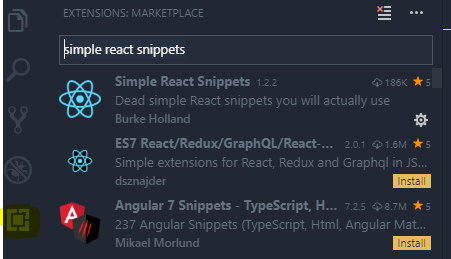 EXTENSIONS: MARKETPLACE
simple react snippets
Simple React Snippets 1.2.2 186K 5
Dead simple React snippets you will actually use
Burke Holland
ES7 React/Redux/GraphQL/React-... 2.0.1 1.6M 5
Simple extensions for React, Redux and Graphql in JS...
dsznajder Install
Angular 7 Snippets - TypeScript, H... 7.2.5 8.7M 5
237 Angular Snippets (TypeScript, Html, Angular Mat...
Mikael Morlund Install